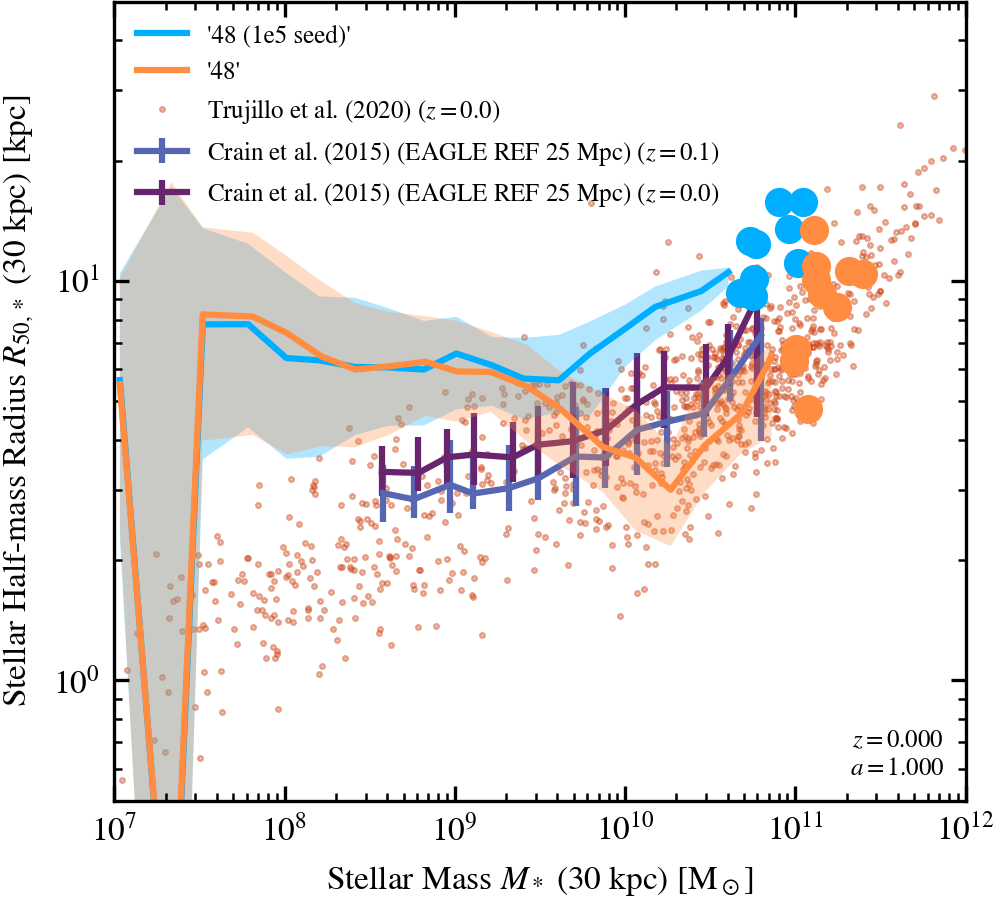 '48 (1e5 seed)'
'48'
Trujillo et al. (2020) (z = 0.0)
Crain et al. (2015) (EAGLE REF 25 Mpc) (z = 0.1)
Crain et al. (2015) (EAGLE REF 25 Mpc) (z = 0.0)
Stellar Half-mass Radius R₅₀,* (30 kpc) [kpc]
10¹
10⁰
z = 0.000
a = 1.000
10⁷ 10⁸ 10⁹ 10¹⁰ 10¹¹ 10¹²
Stellar Mass M* (30 kpc) [M⊙]